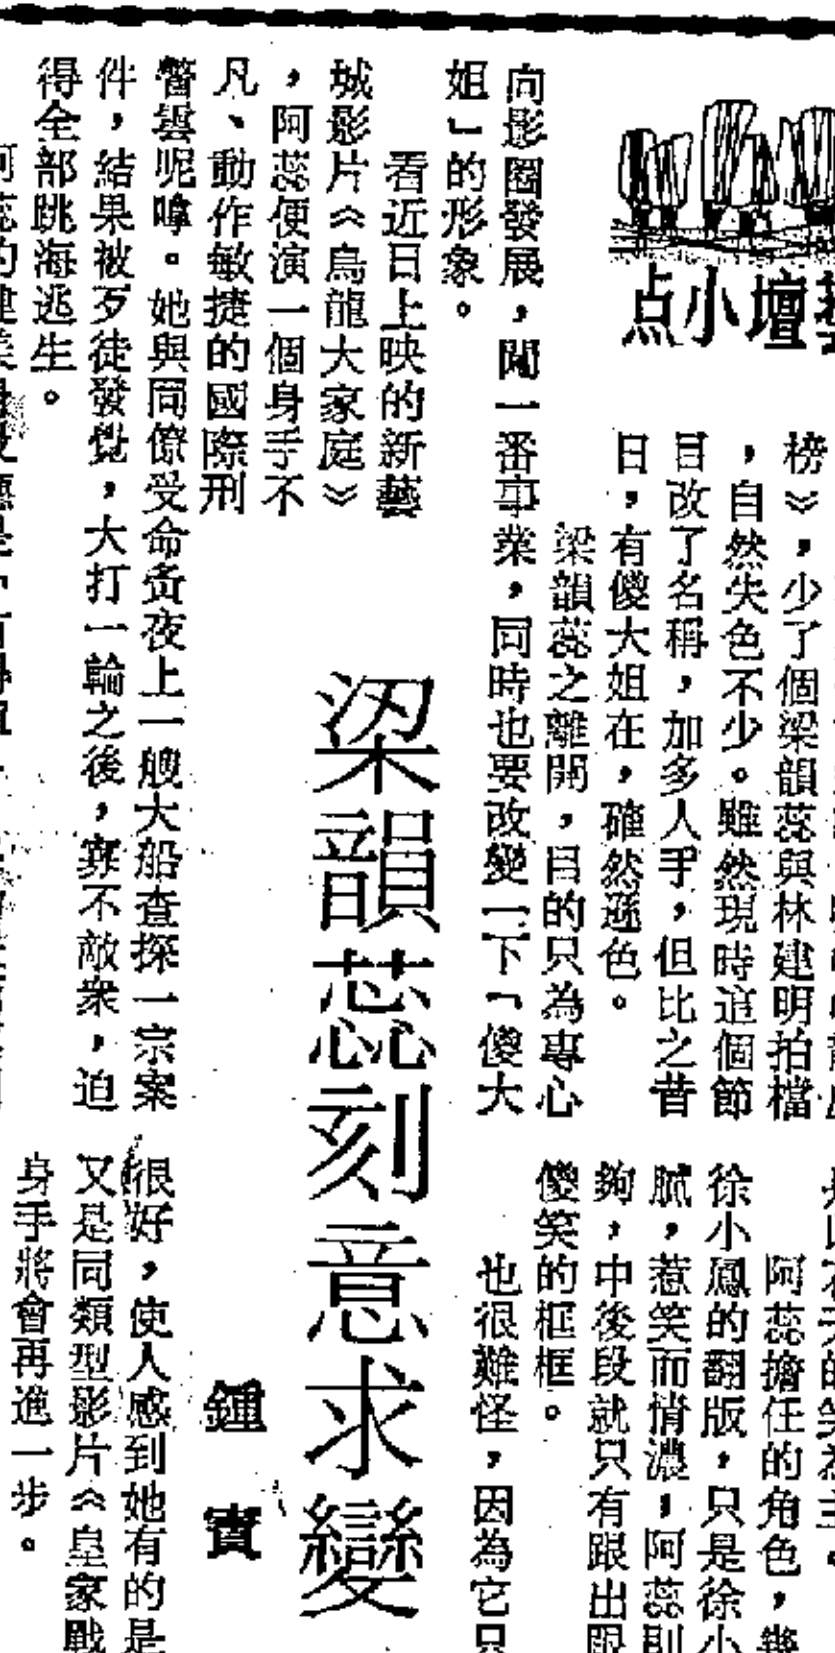 壇小点
梁韻蕊刻意求變
鍾
榜》,少了個梁韻蕊與林建明拍檔
,自然失色不少。雖然現時這個節
目改了名稱,加多人手,但比之昔
日,有傻大姐在,確然遜色。
梁韻蕊之離開,目的只為專心
向影圈發展,闖一番事業,同時也要改變一下「傻大
姐」的形象。
看近日上映的新藝
城影片《烏龍大家庭》
,阿蕊便演一個身手不
凡、動作敏捷的國際刑
警雲呢嗱。她與同僚受命夤夜上一艘大船查探一宗案
件,結果被歹徒發覺,大打一輪之後,寡不敵衆,迫
得全部跳海逃生。
阿蕊擔任的角色,幾
徐小鳳的翻版,只是徐小
膩,惹笑而情濃,阿蕊則
夠,中後段就只有跟出跟
傻笑的框框。
也很難怪,因為它只
很好,使人感到她有的是
又是同類型影片《皇家戰
身手將會再進一步。